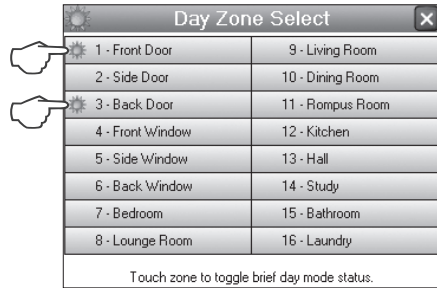 Day Zone Select
1 - Front Door
9 - Living Room
2 - Side Door
10 - Dining Room
3 - Back Door
11 - Rompus Room
4 - Front Window
12 - Kitchen
5 - Side Window
13 - Hall
6 - Back Window
14 - Study
7 - Bedroom
15 - Bathroom
8 - Lounge Room
16 - Laundry
Touch zone to toggle brief day mode status.